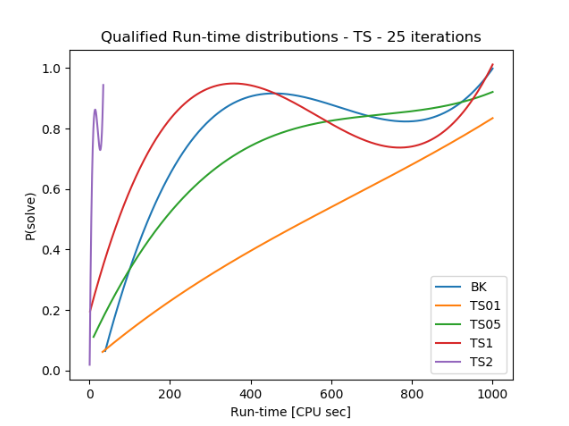 Qualified Run-time distributions - TS - 25 iterations
1.0
0.8
0.6
0.4
0.2
0.0
P(solve)
BK
TS01
TS05
TS1
TS2
0 200 400 600 800 1000
Run-time [CPU sec]